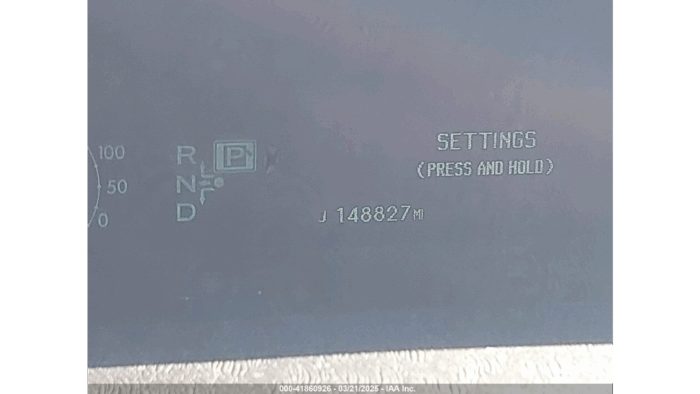 SETTINGS
(PRESS AND HOLD)
100
50
0
R
P
N
D
148827 MI
000-41860926 - 03/21/2025 - IAA Inc.